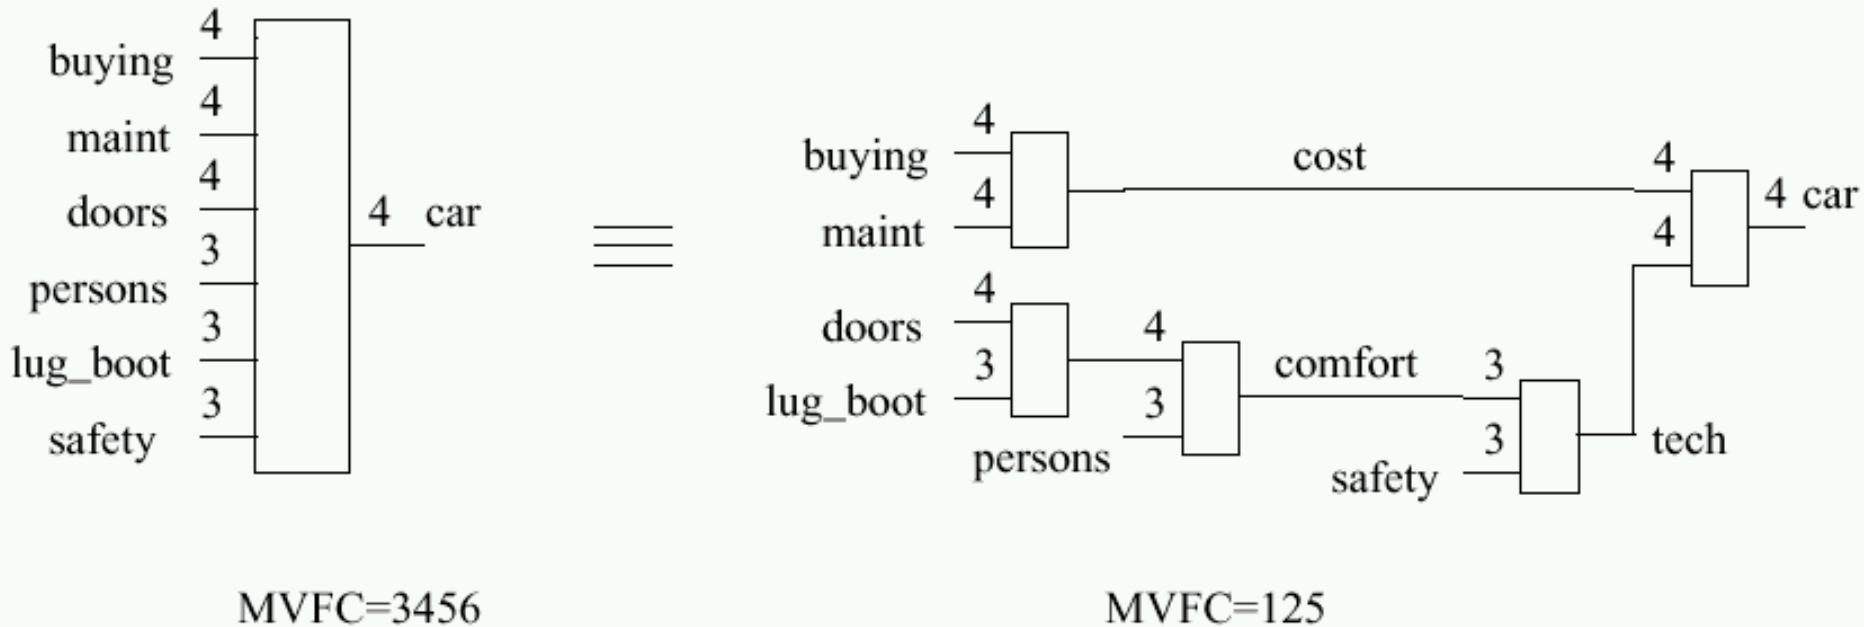 4
buying
4
maint
4
doors
4 car
3
persons
3
lug_boot
3
safety
MVFC=3456
4
buying
4
maint
cost
4
4 car
4
doors
3
lug_boot
4
3
persons
comfort
3
3
safety
tech
4
MVFC=125